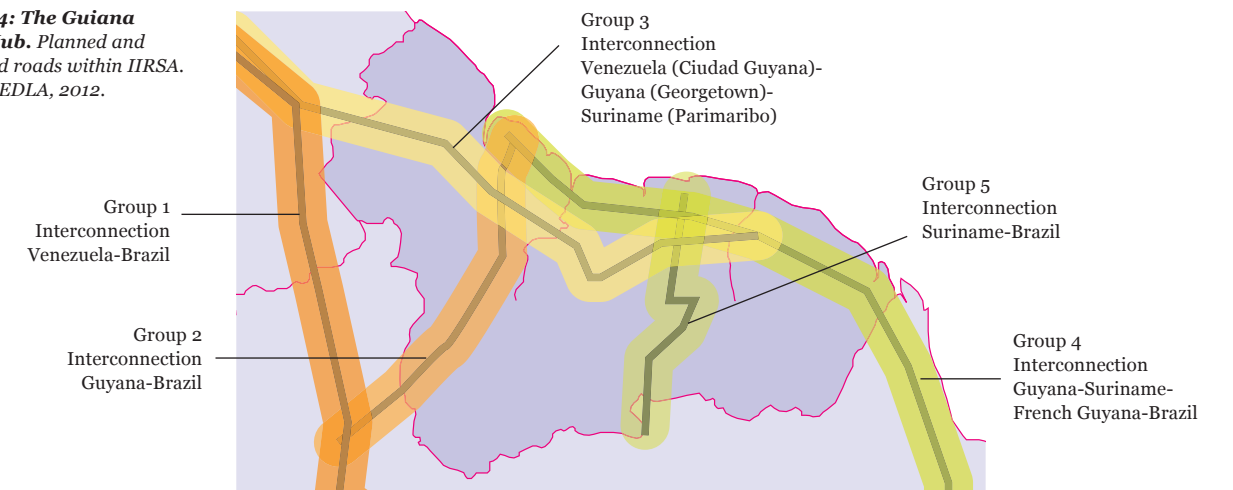 4: The Guiana
ub. Planned and
d roads within IIRSA.
EDLA, 2012.
Group 3
Interconnection
Venezuela (Ciudad Guyana)-
Guyana (Georgetown)-
Suriname (Parimaribo)
Group 1
Interconnection
Venezuela-Brazil
Group 5
Interconnection
Suriname-Brazil
Group 2
Interconnection
Guyana-Brazil
Group 4
Interconnection
Guyana-Suriname-
French Guyana-Brazil